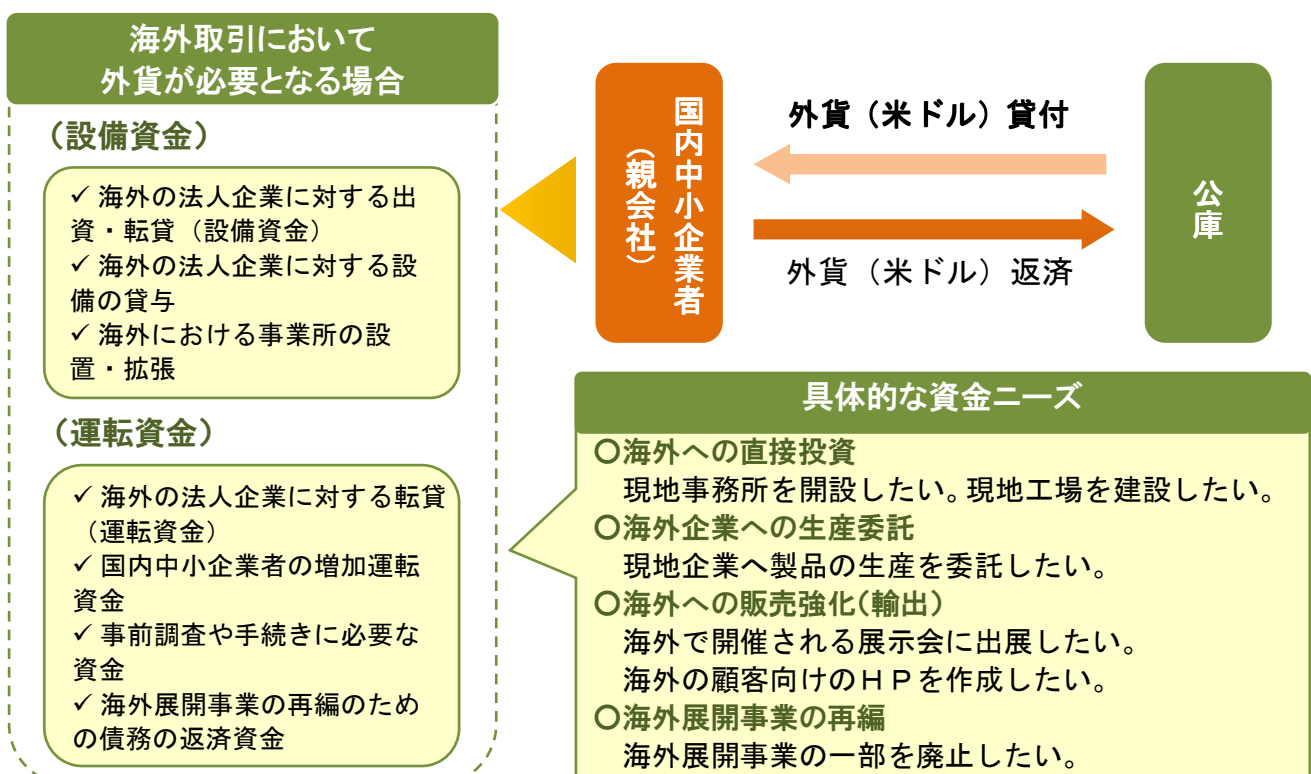 海外取引において
外貨が必要となる場合
（設備資金）
✓ 海外の法人企業に対する出
資・転貸（設備資金）
✓ 海外の法人企業に対する設
備の貸与
✓ 海外における事業所の設
置・拡張
（運転資金）
✓ 海外の法人企業に対する転貸
（運転資金）
✓ 国内中小企業者の増加運転
資金
✓ 事前調査や手続きに必要な
資金
✓ 海外展開事業の再編のため
の債務の返済資金
国内中小企業者
（親会社）
外貨（米ドル）貸付
外貨（米ドル）返済
公庫
具体的な資金ニーズ
〇海外への直接投資
現地事務所を開設したい。現地工場を建設したい。
〇海外企業への生産委託
現地企業へ製品の生産を委託したい。
〇海外への販売強化（輸出）
海外で開催される展示会に出展したい。
海外の顧客向けのＨＰを作成したい。
〇海外展開事業の再編
海外展開事業の一部を廃止したい。